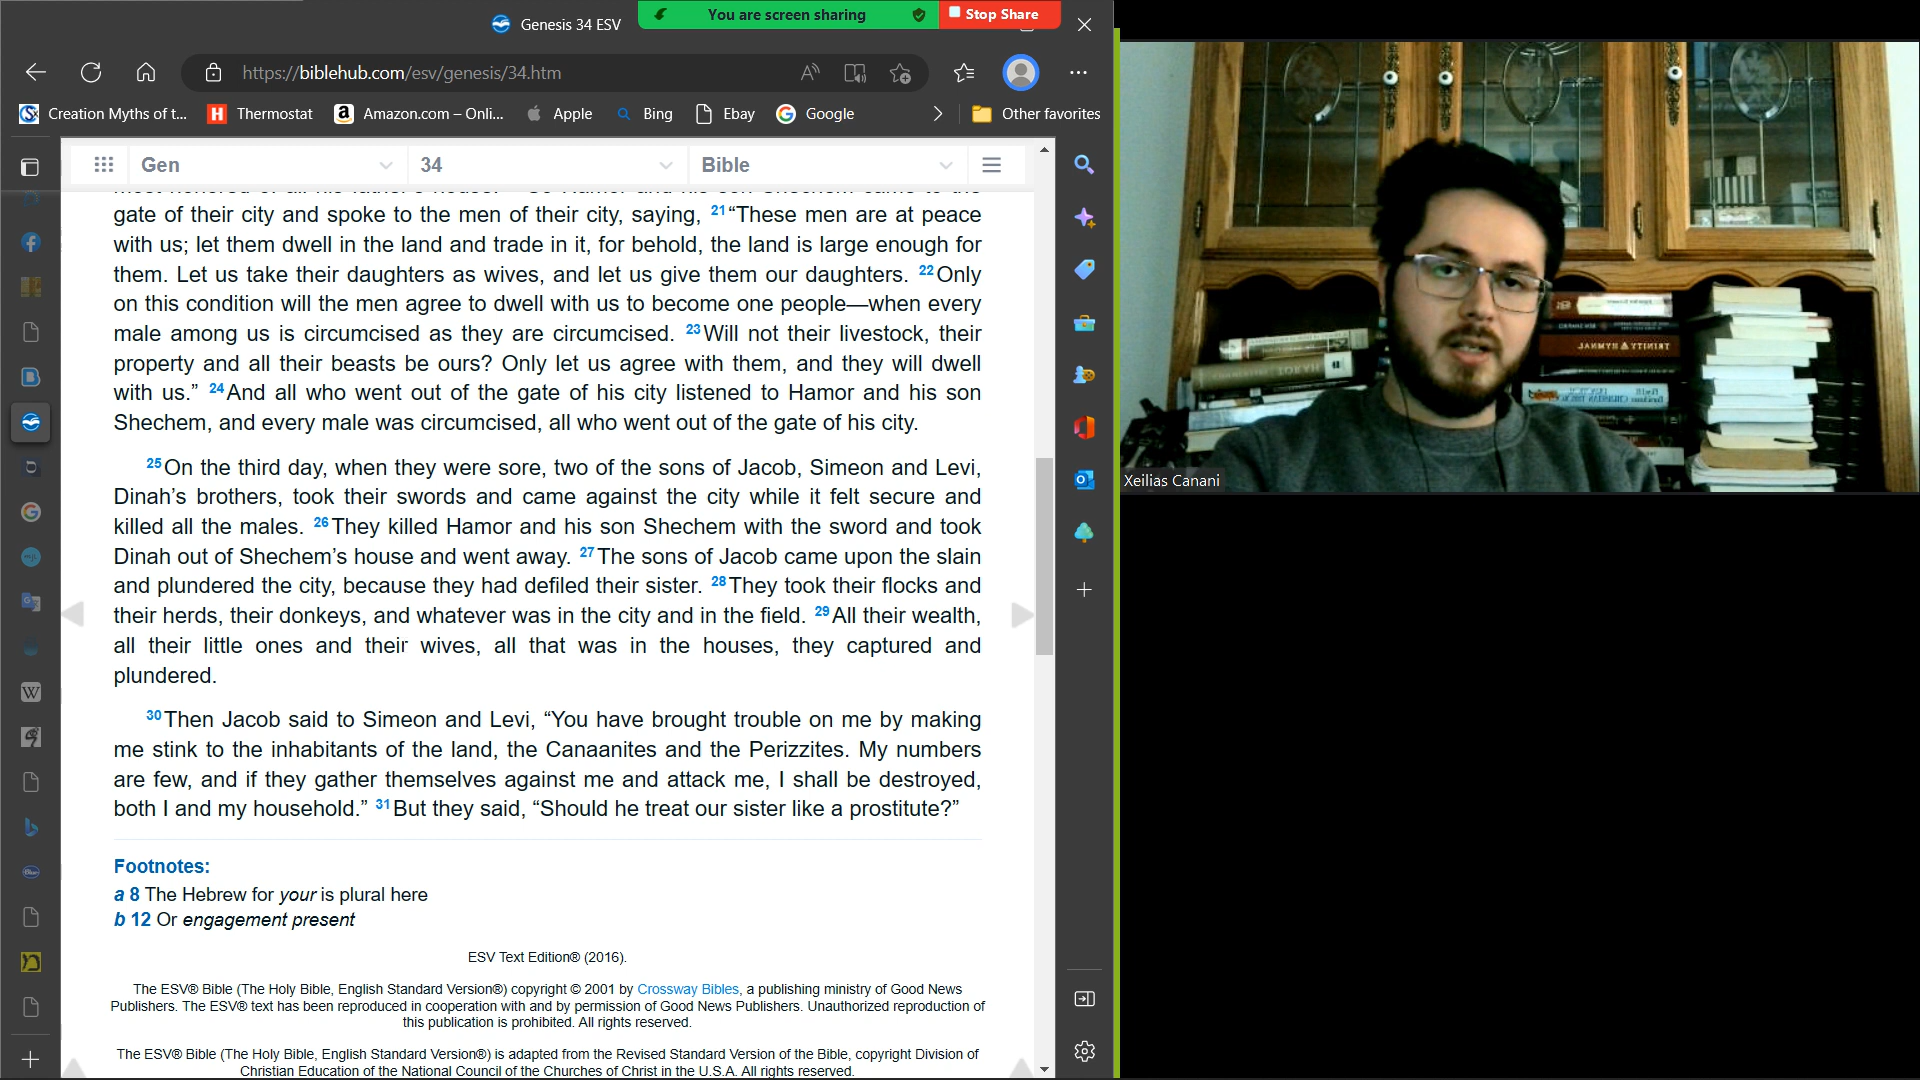 Genesis 34 ESV
You are screen sharing
Stop Share
https://biblehub.com/esv/genesis/34.htm
Creation Myths of t...
Thermostat
Amazon.com – Onli...
Apple
Bing
Ebay
Google
Other favorites
Gen
34
Bible
gate of their city and spoke to the men of their city, saying, 21“These men are at peace
with us; let them dwell in the land and trade in it, for behold, the land is large enough for
them. Let us take their daughters as wives, and let us give them our daughters. 22Only
on this condition will the men agree to dwell with us to become one people—when every
male among us is circumcised as they are circumcised. 23Will not their livestock, their
property and all their beasts be ours? Only let us agree with them, and they will dwell
with us.” 24And all who went out of the gate of his city listened to Hamor and his son
Shechem, and every male was circumcised, all who went out of the gate of his city.
25On the third day, when they were sore, two of the sons of Jacob, Simeon and Levi,
Dinah’s brothers, took their swords and came against the city while it felt secure and
killed all the males. 26They killed Hamor and his son Shechem with the sword and took
Dinah out of Shechem’s house and went away. 27The sons of Jacob came upon the slain
and plundered the city, because they had defiled their sister. 28They took their flocks and
their herds, their donkeys, and whatever was in the city and in the field. 29All their wealth,
all their little ones and their wives, all that was in the houses, they captured and
plundered.
30Then Jacob said to Simeon and Levi, “You have brought trouble on me by making
me stink to the inhabitants of the land, the Canaanites and the Perizzites. My numbers
are few, and if they gather themselves against me and attack me, I shall be destroyed,
both I and my household.” 31But they said, “Should he treat our sister like a prostitute?”
Footnotes:
a 8 The Hebrew for your is plural here
b 12 Or engagement present
ESV Text Edition® (2016).
The ESV® Bible (The Holy Bible, English Standard Version®) copyright © 2001 by Crossway Bibles, a publishing ministry of Good News
Publishers. The ESV® text has been reproduced in cooperation with and by permission of Good News Publishers. Unauthorized reproduction of
this publication is prohibited. All rights reserved.
The ESV® Bible (The Holy Bible, English Standard Version®) is adapted from the Revised Standard Version of the Bible, copyright Division of
Christian Education of the National Council of the Churches of Christ in the U.S.A. All rights reserved.
TRINITY HYMNAL
Xeilias Canani